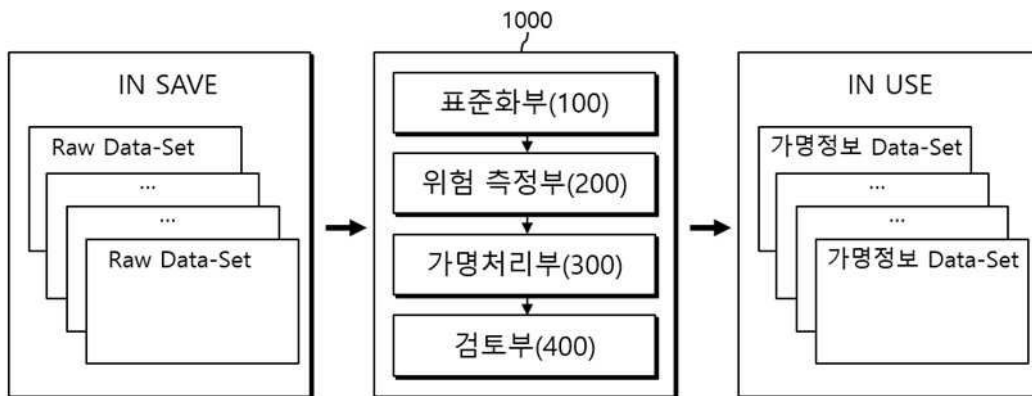 1000
IN SAVE
Raw Data-Set
...
...
Raw Data-Set
표준화부(100)
위험 측정부(200)
가명처리부(300)
검토부(400)
IN USE
가명정보 Data-Set
...
...
가명정보 Data-Set